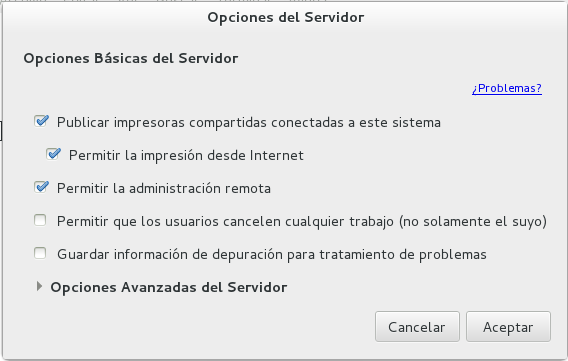 Opciones del Servidor
Opciones Básicas del Servidor
¿Problemas?
Publicar impresoras compartidas conectadas a este sistema
Permitir la impresión desde Internet
Permitir la administración remota
Permitir que los usuarios cancelen cualquier trabajo (no solamente el suyo)
Guardar información de depuración para tratamiento de problemas
Opciones Avanzadas del Servidor
Cancelar
Aceptar